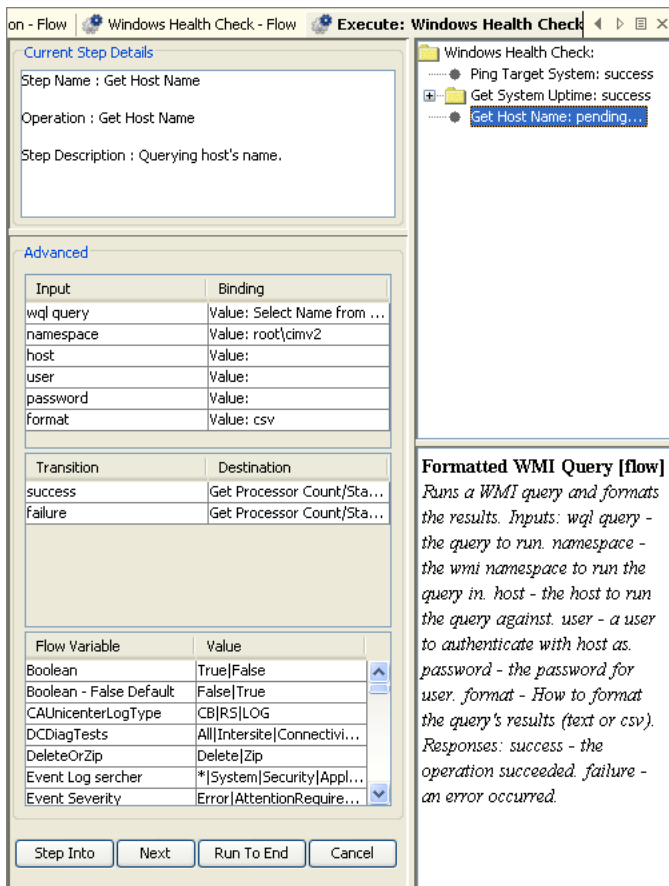 on - Flow
Windows Health Check - Flow
Execute: Windows Health Check
Current Step Details
Step Name : Get Host Name
Operation : Get Host Name
Step Description : Querying host's name.
Windows Health Check:
Ping Target System: success
Get System Uptime: success
Get Host Name: pending...
Advanced
Input Binding
wql query Value: Select Name from ...
namespace Value: root\cimv2
host Value:
user Value:
password Value:
format Value: csv
Transition Destination
success Get Processor Count/Sta...
failure Get Processor Count/Sta...
Flow Variable Value
Boolean True|False
Boolean - False Default False|True
CAUnicenterLogType CB|RS|LOG
DCDiagTests All|Intersite|Connectivi...
DeleteOrZip Delete|Zip
Event Log sercher *|System|Security|Appl...
Event Severity Error|AttentionRequire...
Step Into
Next
Run To End
Cancel
Formatted WMI Query [flow]
Runs a WMI query and formats
the results. Inputs: wql query -
the query to run. namespace -
the wmi namespace to run the
query in. host - the host to run
the query against. user - a user
to authenticate with host as.
password - the password for
user. format - How to format
the query's results (text or csv).
Responses: success - the
operation succeeded. failure -
an error occurred.